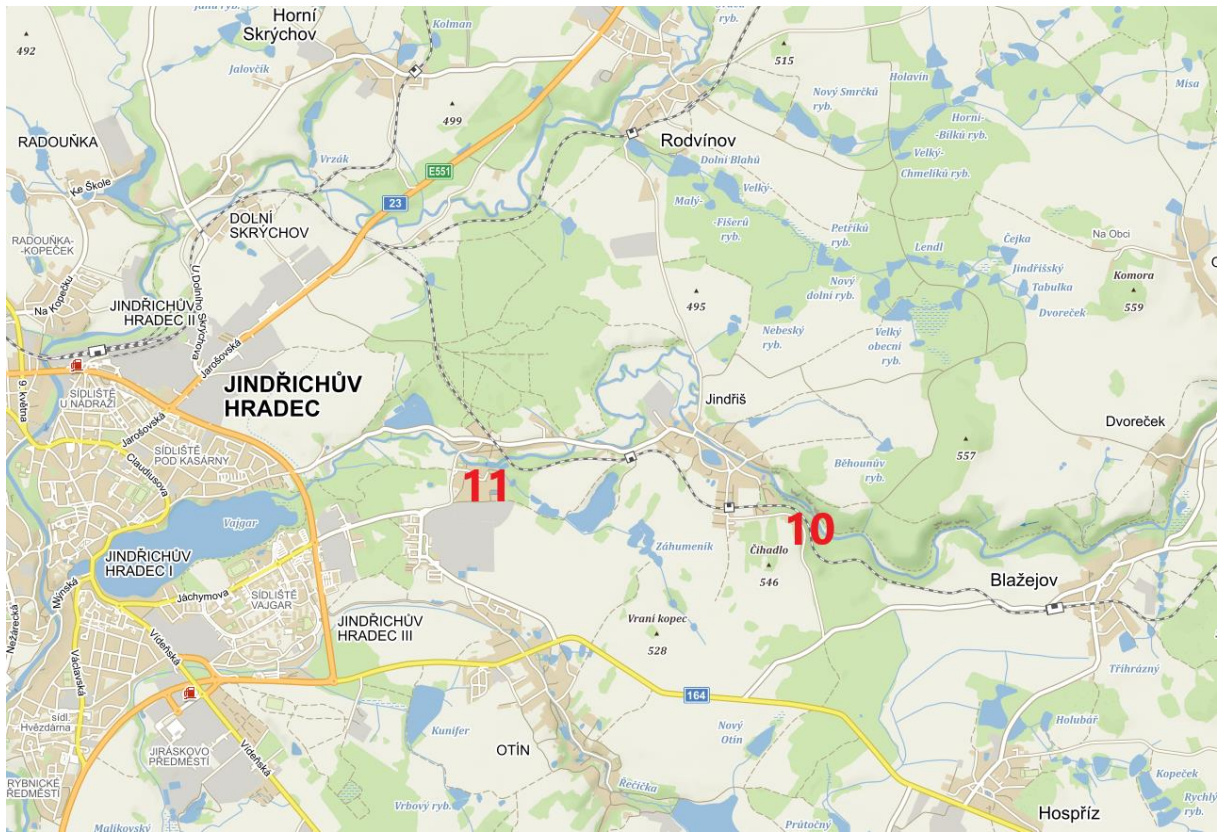 Horní
Skrýchov
Kolman
492
Jalovčík
515
Holavín
Mísa
Nový Smrčků
ryb.
499
RADOUŇKA
Rodvínov
Horní-
-Bílků ryb.
Vrzák
Dolní Blahů
ryb.
Velký-
Chmelíků ryb.
E551
Ke Škole
23
Malý-
Velký-
-Fišerů
ryb.
DOLNÍ
SKRÝCHOV
Petříků
ryb.
Lendl
Čejka
Na Obci
RADOUŇKA-
-KOPEČEK
Jindřišský
Tabulka
Dvoreček
Komora
559
U Dolního Skrýchova
Nový
dolní ryb.
495
Na Kopečku
JINDŘICHŮV
HRADEC II
Nebeský
ryb.
Velký
obecní
ryb.
Jarošovská
9. května
JINDŘICHŮV
HRADEC
SÍDLIŠTĚ
U NÁDRAŽÍ
Jindřiš
Jarošovská
Dvoreček
SÍDLIŠTĚ
POD KASÁRNY
557
Claudiusova
Běhounův
ryb.
11
Vajgar
10
Záhumeník
Čihadlo
546
JINDŘICHŮV
HRADEC I
Blažejov
Mlýnská
Jáchymova
SÍDLIŠTĚ
VAJGAR
Nežárecká
JINDŘICHŮV
HRADEC III
Vraní kopec
528
Vídeňská
Václavská
Třihrázný
164
sídl.
Hvězdárna
Kunifer
Nový
Otín
Holubář
OTÍN
JIRÁSKOVO
PŘEDMĚSTÍ
Vídeňská
Kopeček
RYBNICKÉ
PŘEDMĚSTÍ
Řečička
Rychlý
ryb.
Vrbový ryb.
Hospříz
Malíkovský
Průtočný